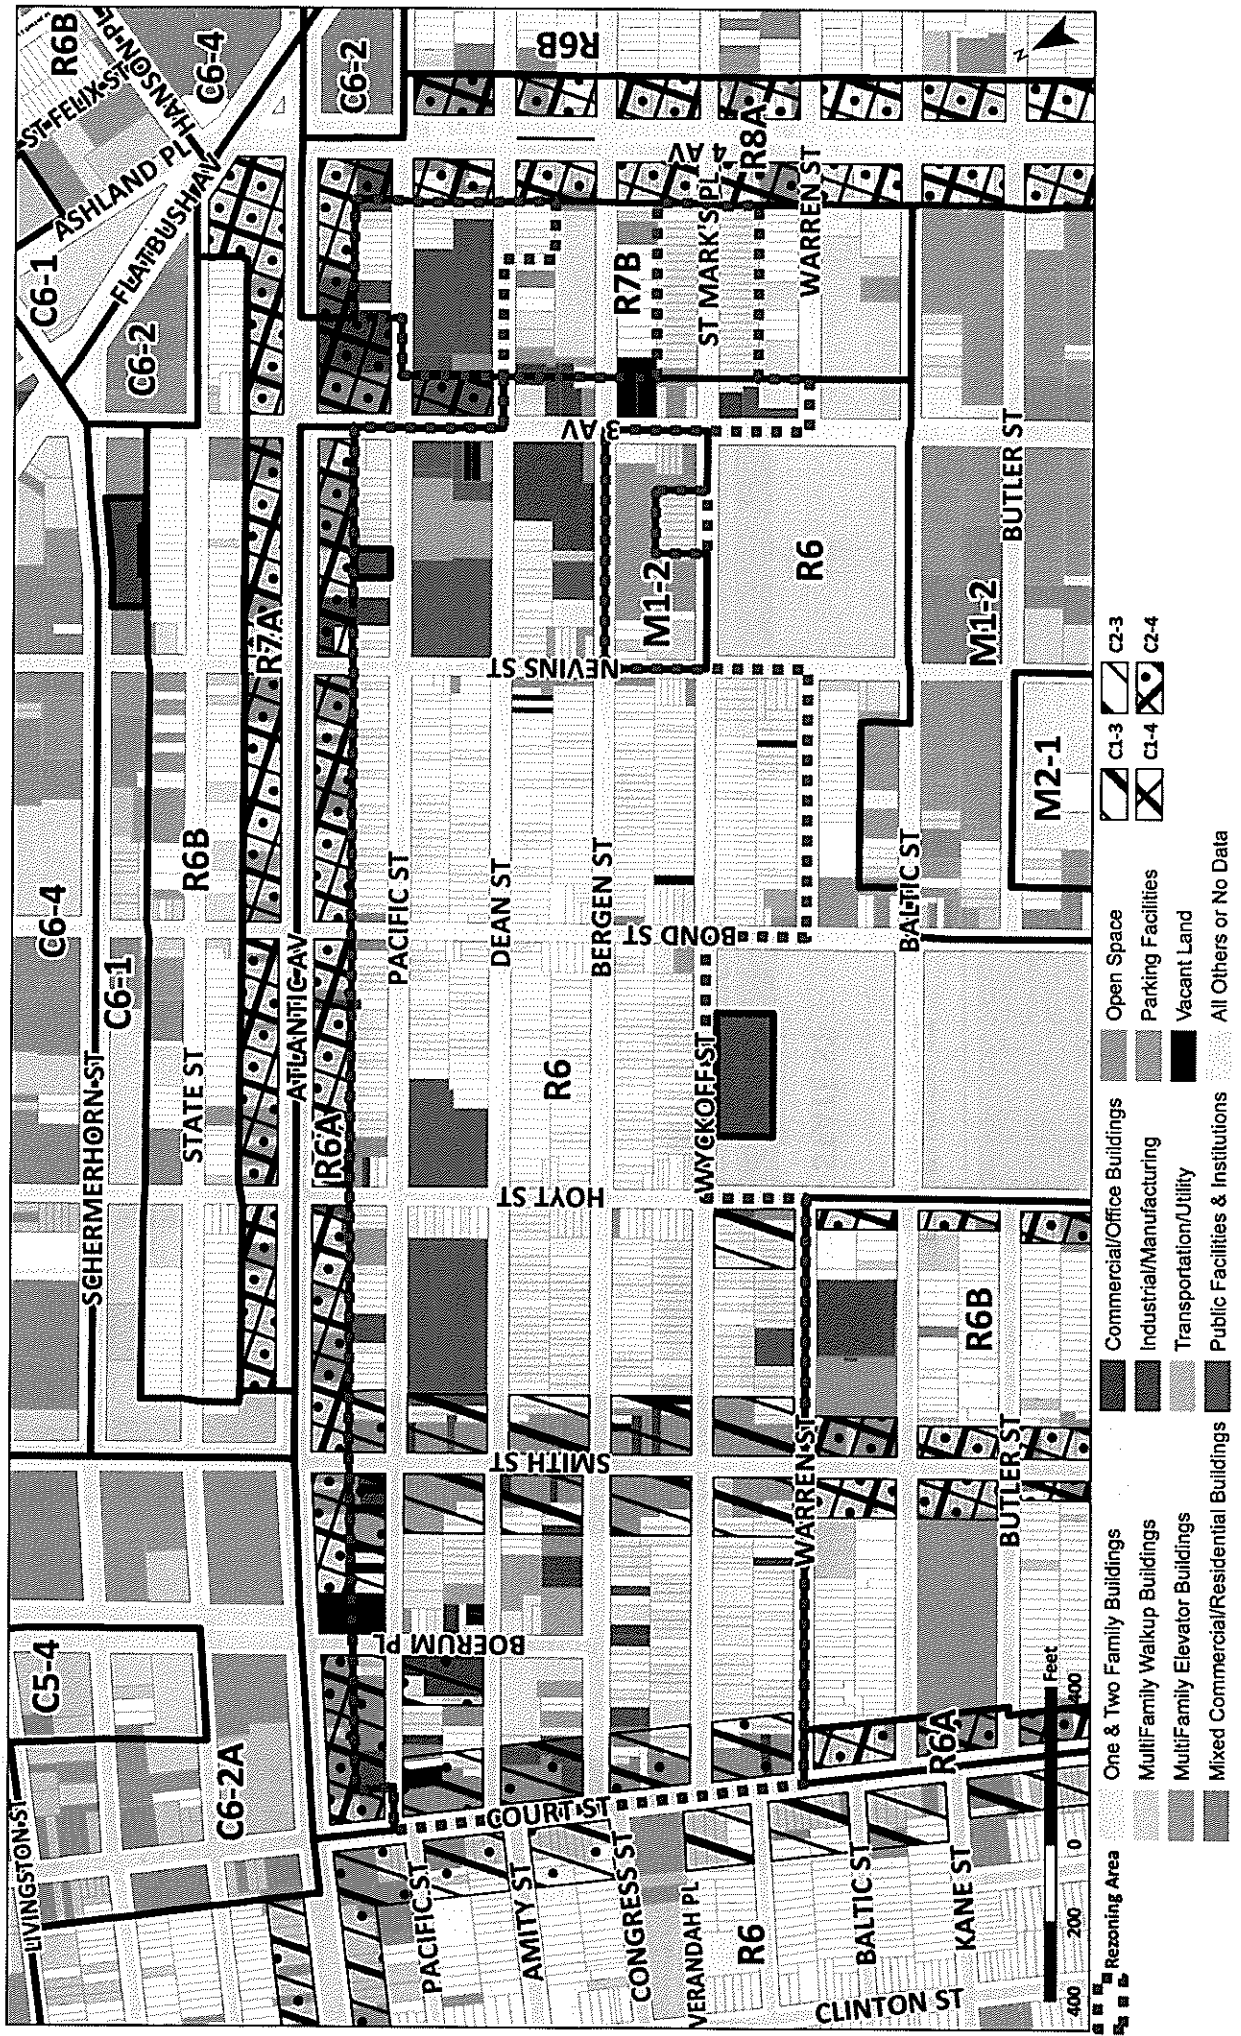 LIVINGSTON ST
C5-4
C6-2A
SCHERMERHORN ST
C6-4
C6-1
STATE ST
R6B
C6-2
C6-1
ASHLAND PL
FLATBUSH AV
ST FELIX ST
HANSON PL
R6B
C6-4
C6-2
R6B
ATLANTIC AV
R7A
R6A
PACIFIC ST
DEAN ST
BERGEN ST
WYCKOFF ST
R6
BOERUM PL
SMITH ST
HOYT ST
BOND ST
NEVINS ST
3 AV
4 AV
R7B
ST MARK'S PL
R8A
WARREN ST
M1-2
R6
BUTLER ST
M1-2
M2-1
BALTIC ST
R6B
WARREN ST
BUTLER ST
R6A
COURT ST
PACIFIC ST
AMITY ST
CONGRESS ST
VERANDAH PL
R6
BALTIC ST
KANE ST
CLINTON ST
N
400 200 0 400
Feet
Rezoning Area
One & Two Family Buildings
MultiFamily Walkup Buildings
MultiFamily Elevator Buildings
Mixed Commercial/Residential Buildings
Commercial/Office Buildings
Industrial/Manufacturing
Transportation/Utility
Public Facilities & Institutions
Open Space
Parking Facilities
Vacant Land
All Others or No Data
C1-3
C2-3
C1-4
C2-4